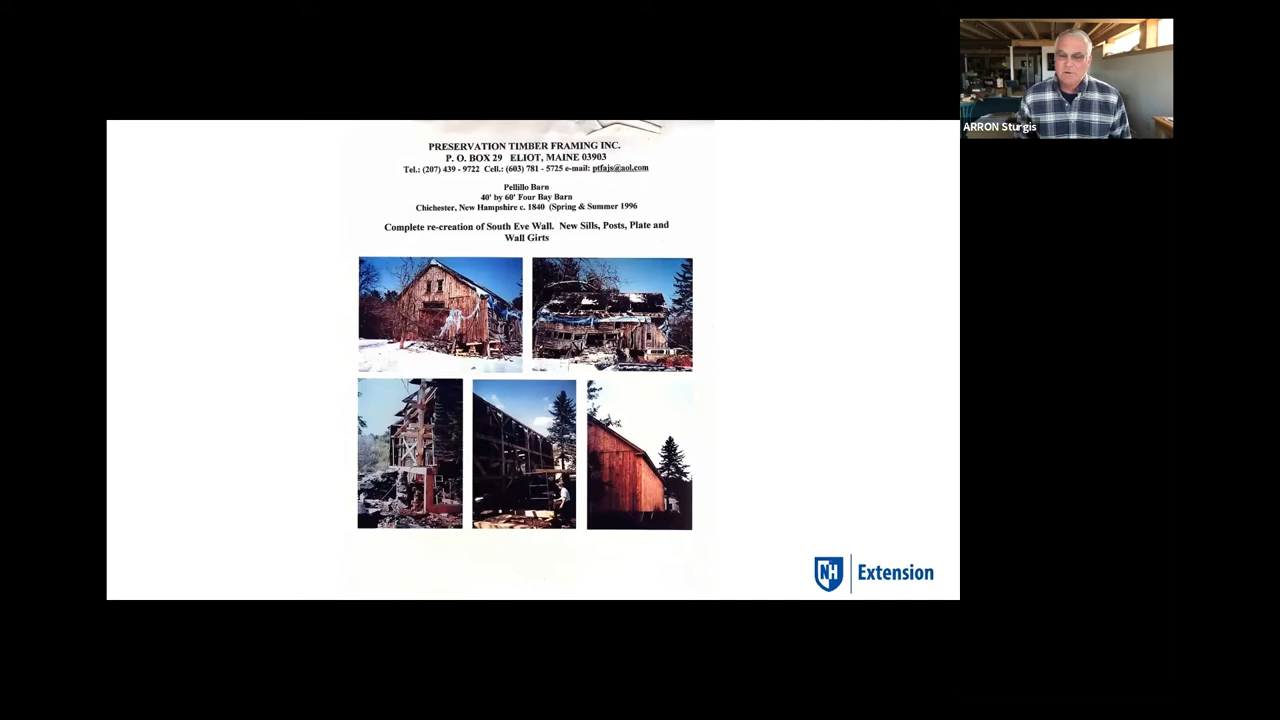 PRESERVATION TIMBER FRAMING INC.
P. O. BOX 29 ELIOT, MAINE 03903
Tel.: (207) 439 - 9722 Cell.: (603) 781 - 5725 e-mail: ptfajs@aol.com
Pellillo Barn
40' by 60' Four Bay Barn
Chichester, New Hampshire c. 1840 (Spring & Summer 1996
Complete re-creation of South Eve Wall. New Sills, Posts, Plate and
Wall Girts
ARRON Sturgis
NH Extension